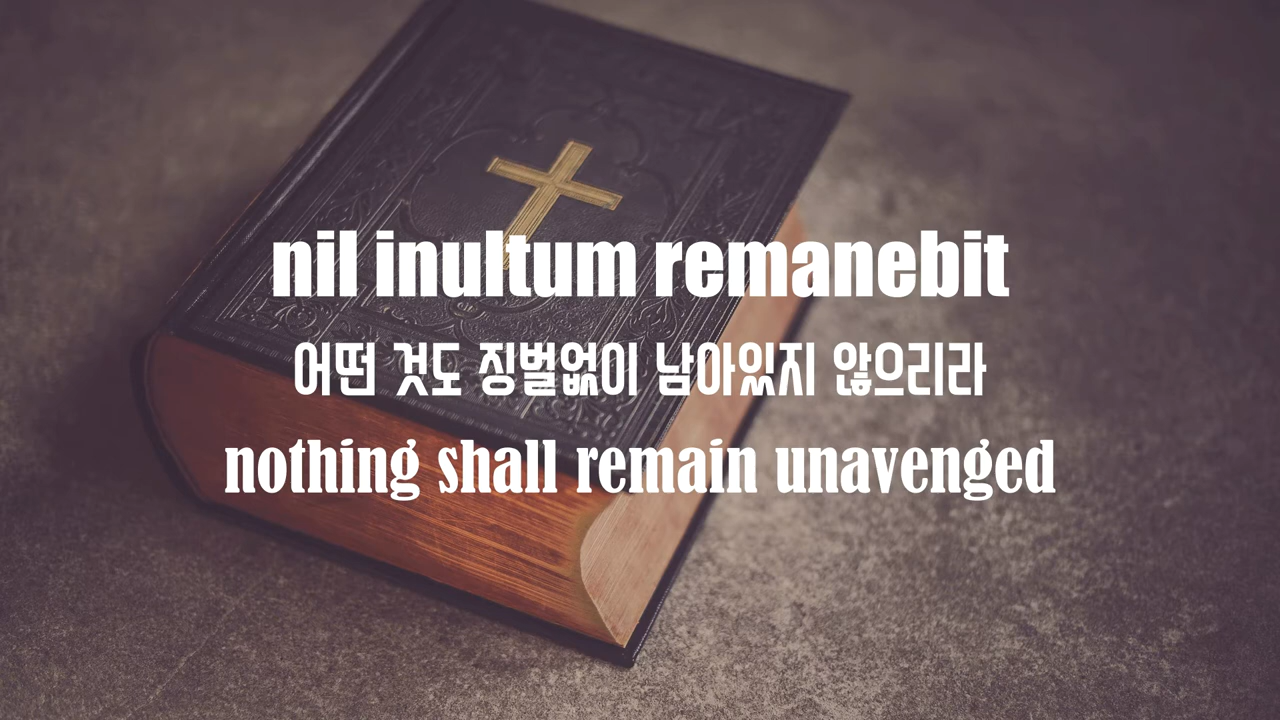 nil inultum remanebit
어떤 것도 징벌없이 남아있지 않으리라
nothing shall remain unavenged